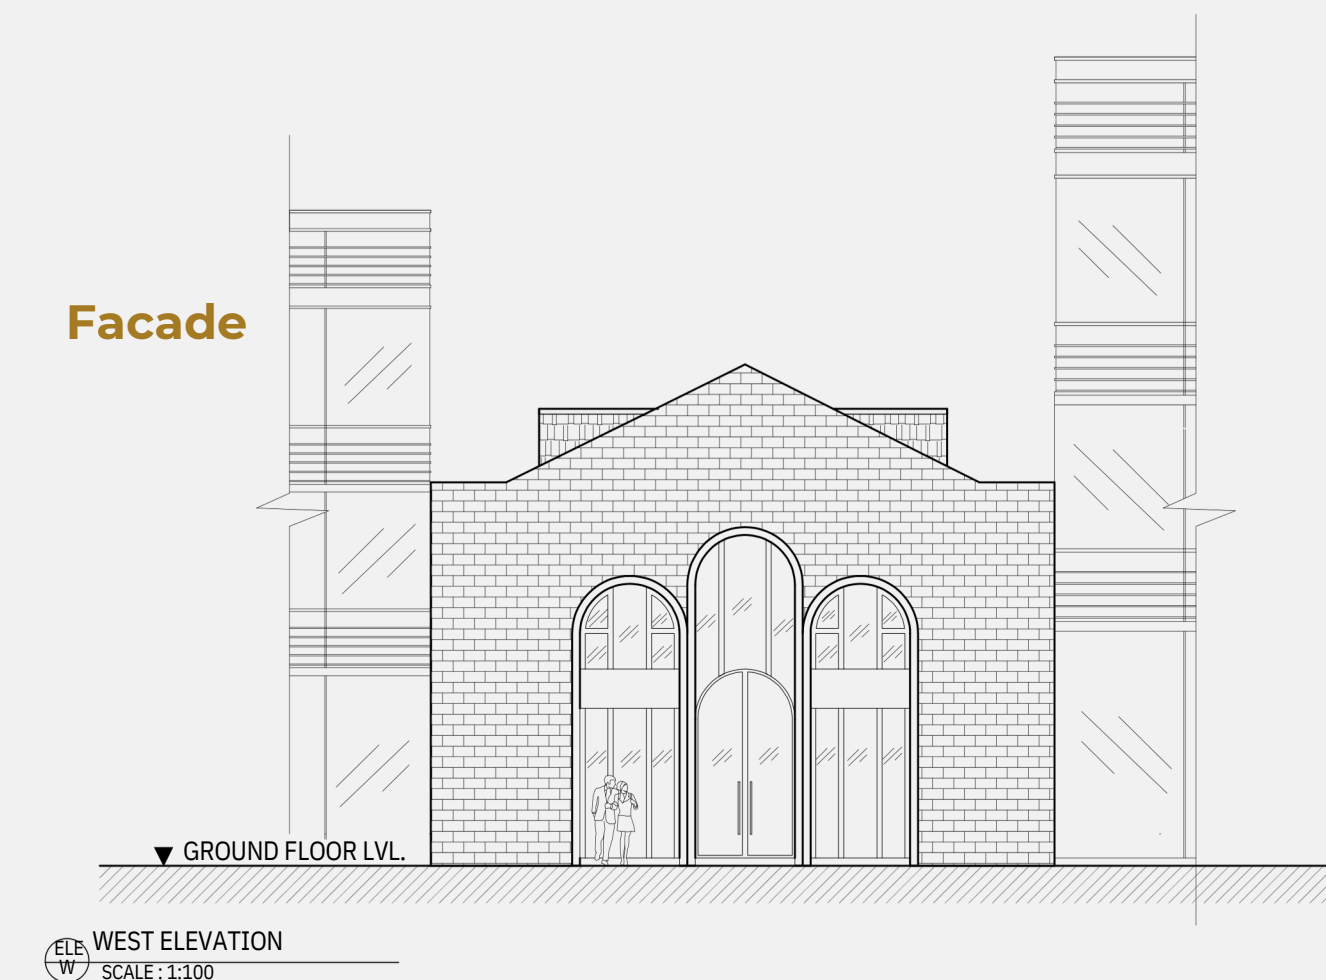 Facade
GROUND FLOOR LVL.
ELE
W
WEST ELEVATION
SCALE : 1:100